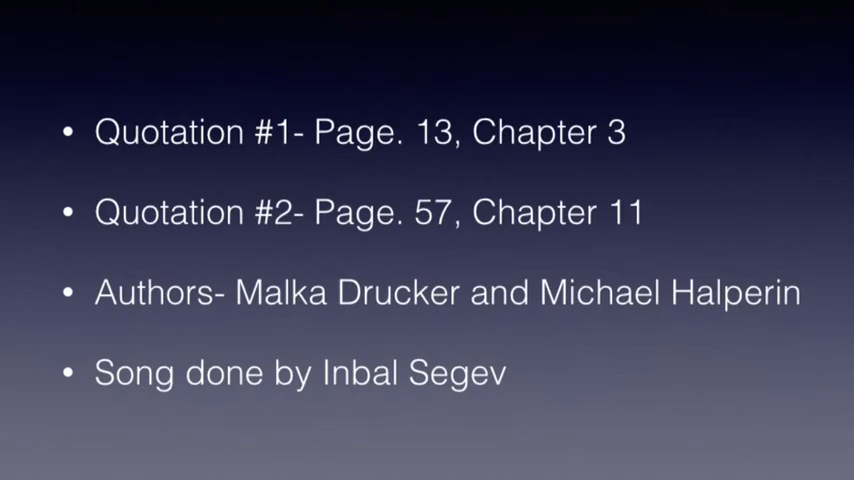 • Quotation #1- Page. 13, Chapter 3
• Quotation #2- Page. 57, Chapter 11
• Authors- Malka Drucker and Michael Halperin
• Song done by Inbal Segev